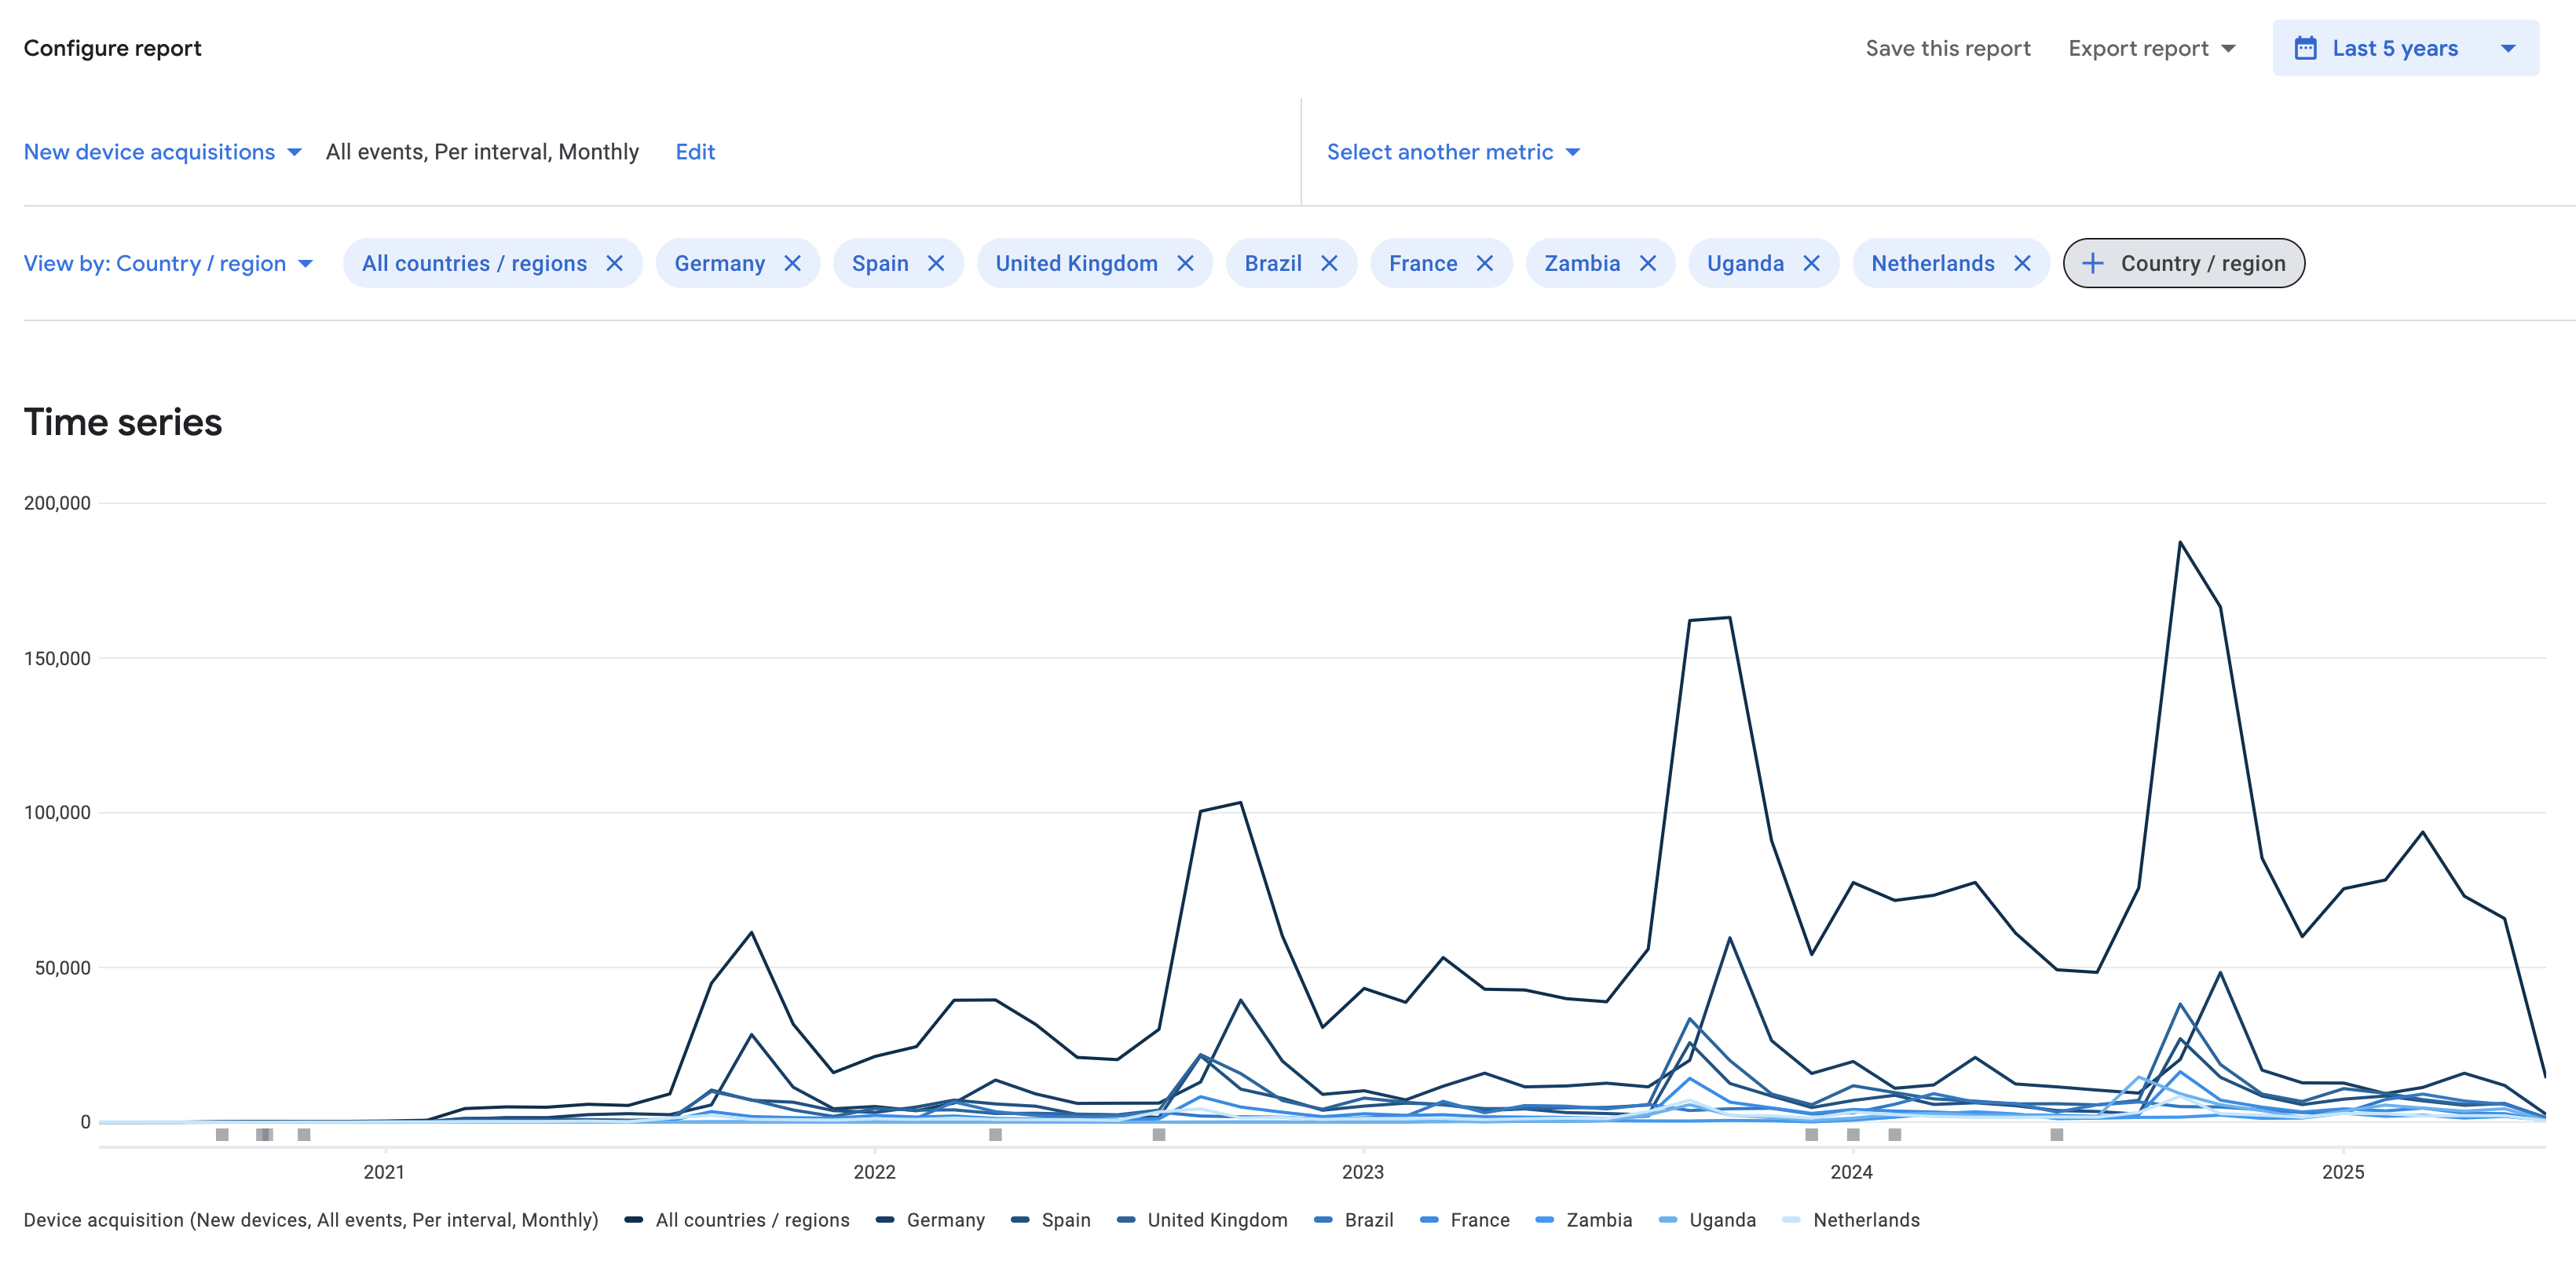 Configure report Save this report Export report Last 5 years
New device acquisitions All events, Per interval, Monthly Edit Select another metric
View by: Country / region All countries / regions Germany Spain United Kingdom Brazil France Zambia Uganda Netherlands Country / region
Time series
200,000
150,000
100,000
50,000
0
2021 2022 2023 2024 2025
Device acquisition (New devices, All events, Per interval, Monthly) All countries / regions Germany Spain United Kingdom Brazil France Zambia Uganda Netherlands